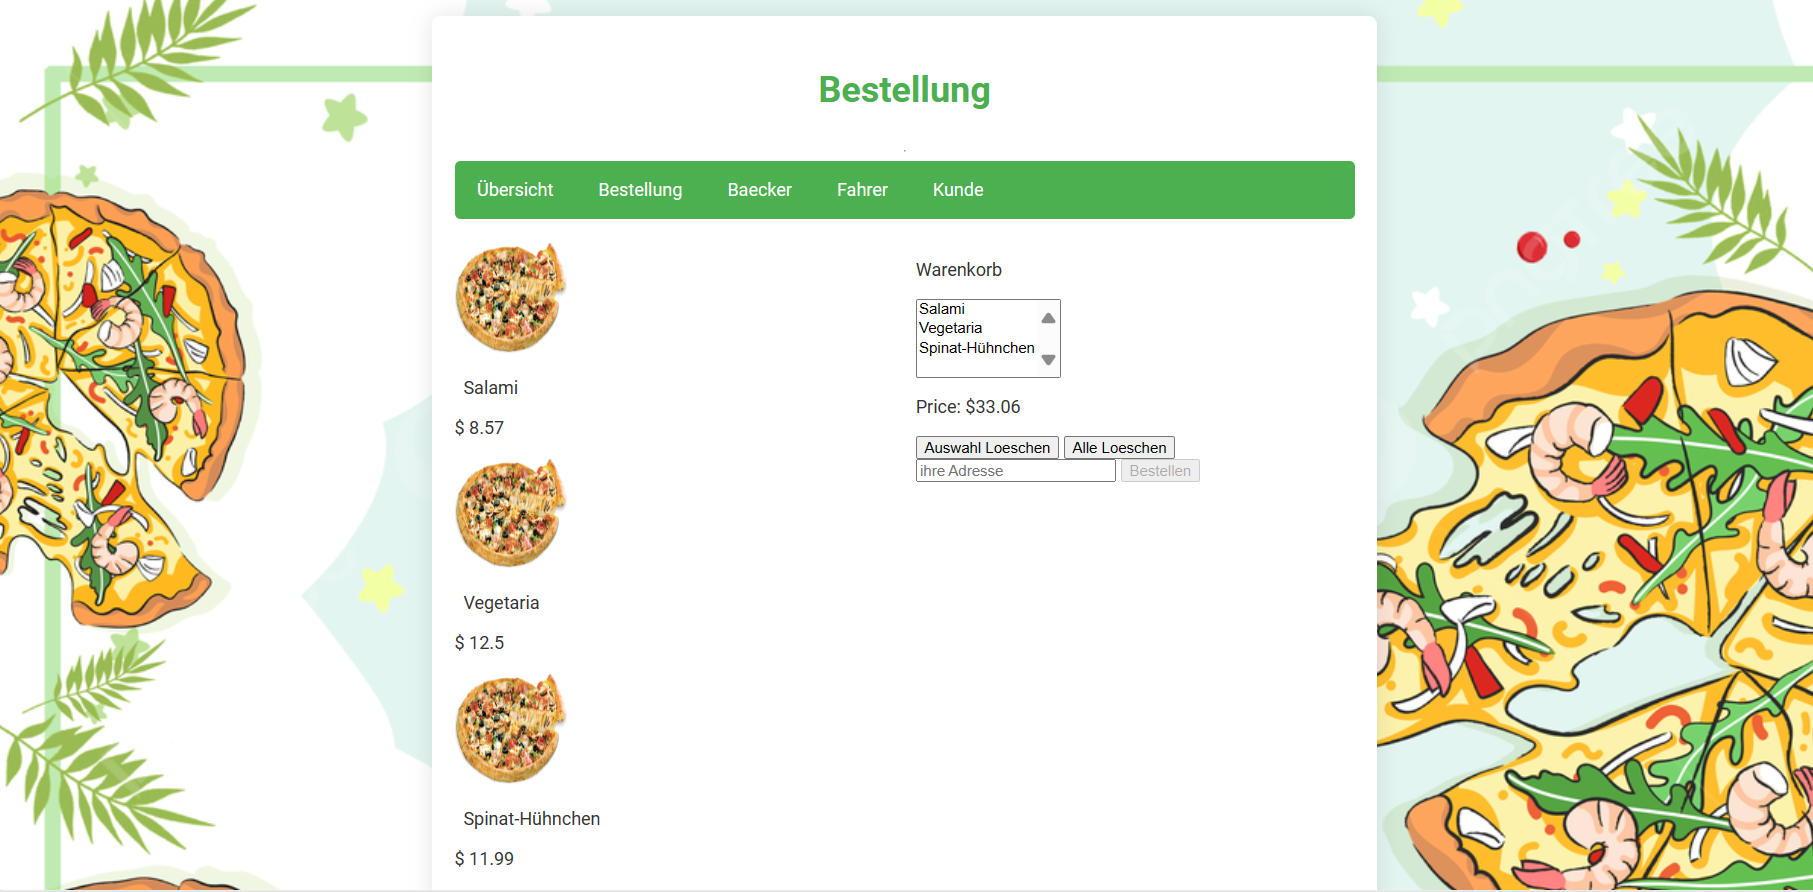 Bestellung
Übersicht Bestellung Baecker Fahrer Kunde
Salami
$ 8.57
Vegetaria
$ 12.5
Spinat-Hühnchen
$ 11.99
Warenkorb
Salami
Vegetaria
Spinat-Hühnchen
Price: $33.06
Auswahl Loeschen Alle Loeschen
ihre Adresse Bestellen